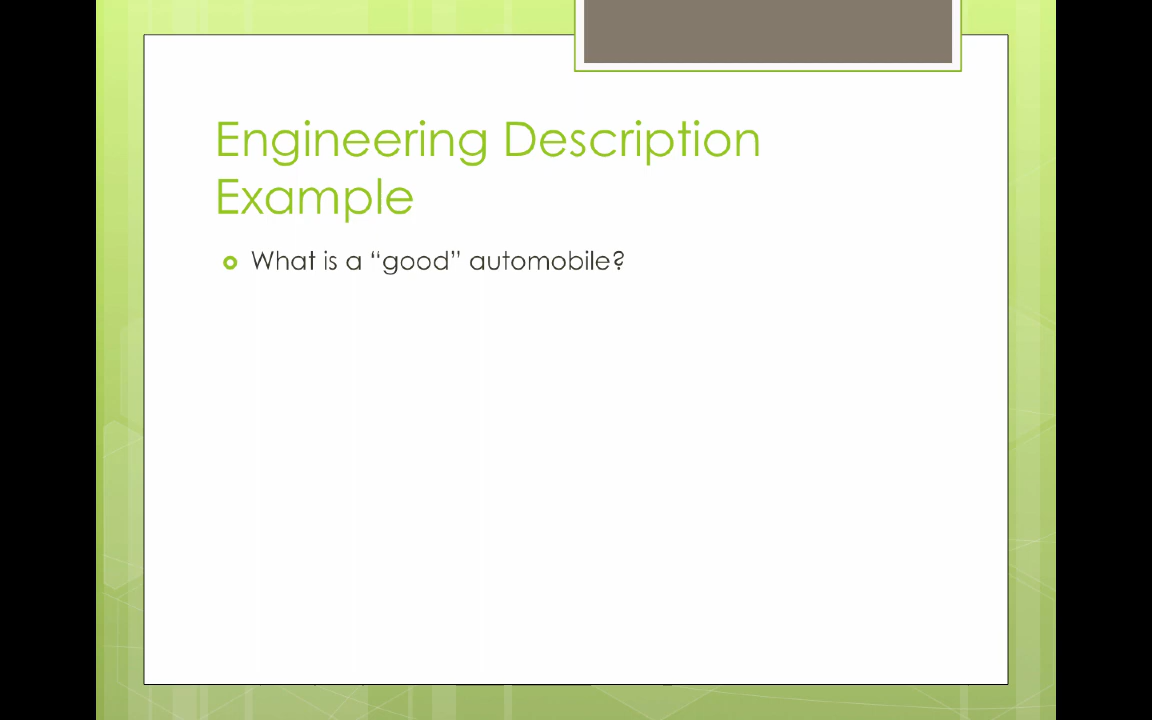 Engineering Description
Example
What is a “good” automobile?